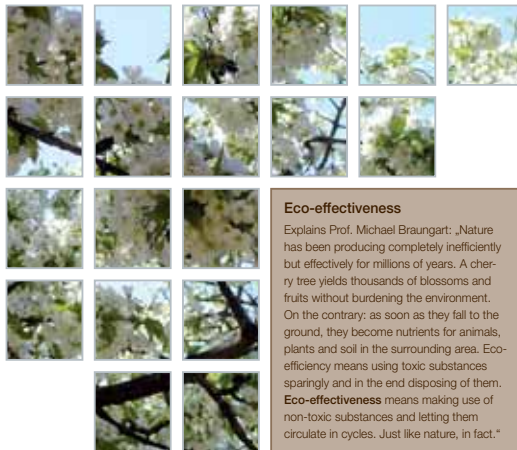 Eco-effectiveness
Explains Prof. Michael Braungart: „Nature
has been producing completely inefficiently
but effectively for millions of years. A cher-
ry tree yields thousands of blossoms and
fruits without burdening the environment.
On the contrary: as soon as they fall to the
ground, they become nutrients for animals,
plants and soil in the surrounding area. Eco-
efficiency means using toxic substances
sparingly and in the end disposing of them.
Eco-effectiveness means making use of
non-toxic substances and letting them
circulate in cycles. Just like nature, in fact.“